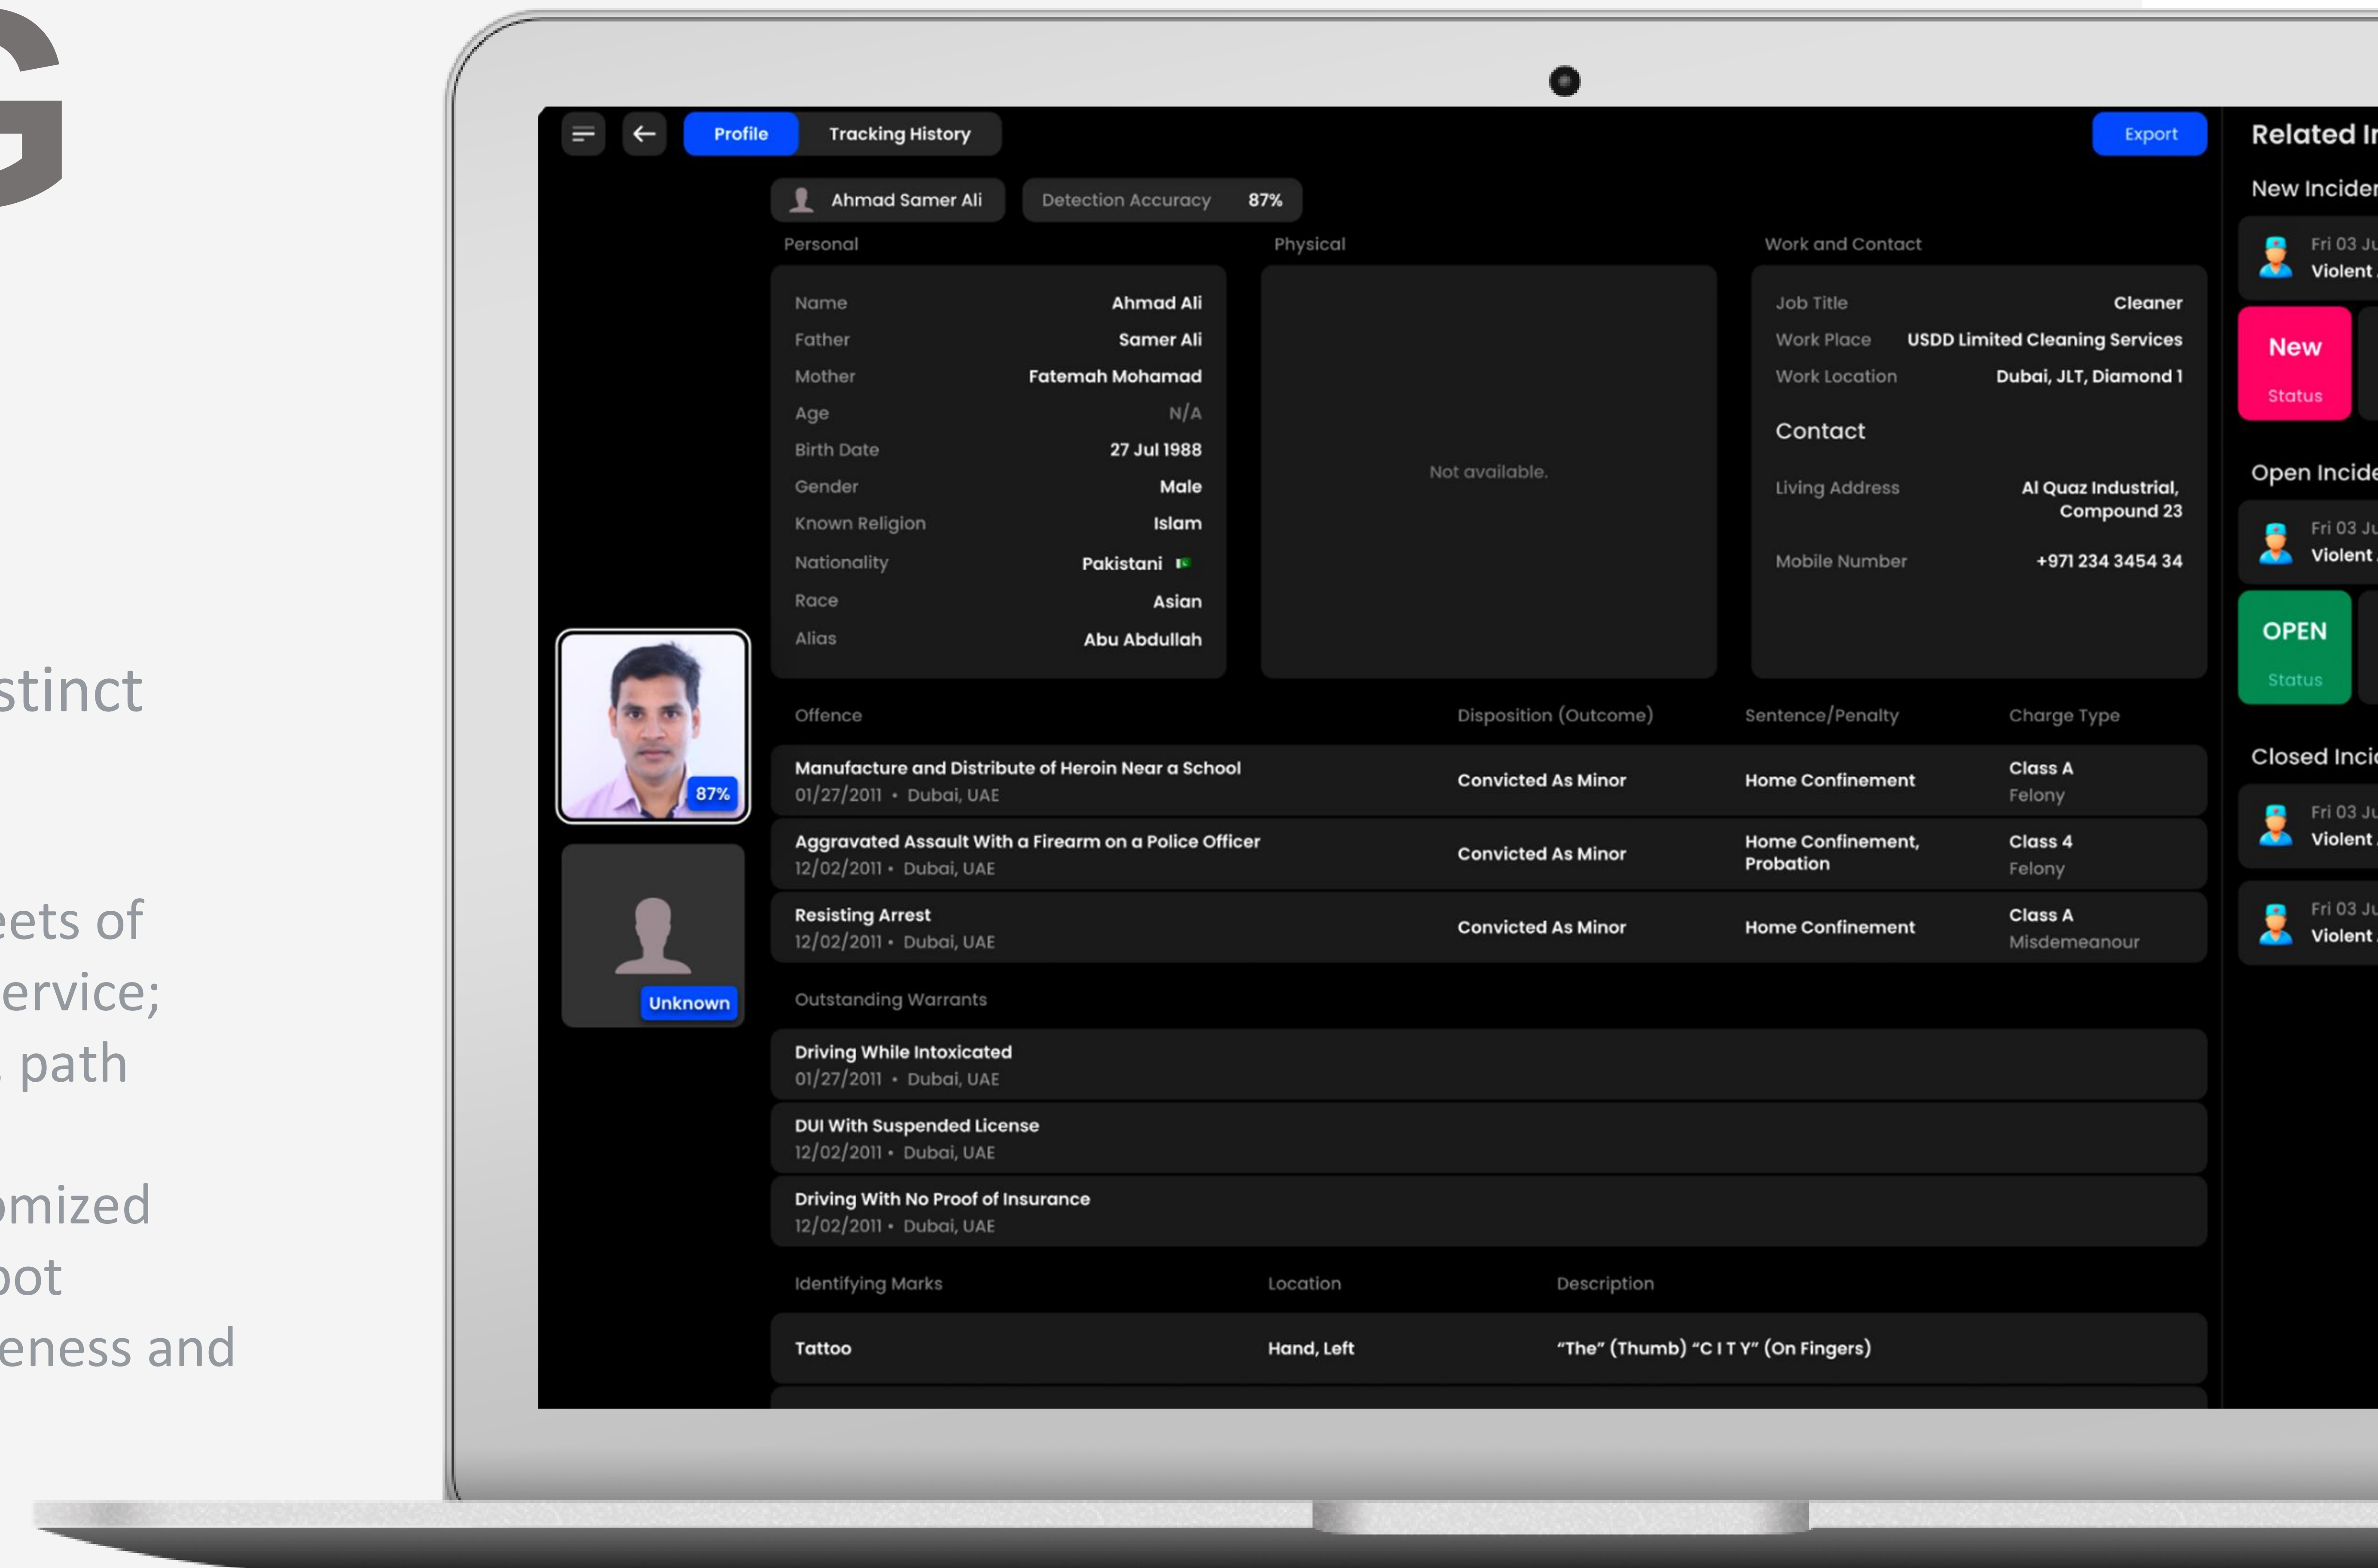 G
stinct
eets of
ervice;
path
omized
oot
eness and
Profile
Tracking History
Export
Ahmad Samer Ali
Detection Accuracy 87%
Personal
Name Ahmad Ali
Father Samer Ali
Mother Fatemah Mohamad
Age N/A
Birth Date 27 Jul 1988
Gender Male
Known Religion Islam
Nationality Pakistani
Race Asian
Alias Abu Abdullah
Physical
Not available.
Work and Contact
Job Title Cleaner
Work Place USDD Limited Cleaning Services
Work Location Dubai, JLT, Diamond 1
Contact
Living Address Al Quaz Industrial,
Compound 23
Mobile Number +971 234 3454 34
87%
Unknown
Offence Disposition (Outcome) Sentence/Penalty Charge Type
Manufacture and Distribute of Heroin Near a School
01/27/2011 • Dubai, UAE
Convicted As Minor
Home Confinement
Class A
Felony
Aggravated Assault With a Firearm on a Police Officer
12/02/2011 • Dubai, UAE
Convicted As Minor
Home Confinement,
Probation
Class 4
Felony
Resisting Arrest
12/02/2011 • Dubai, UAE
Convicted As Minor
Home Confinement
Class A
Misdemeanour
Outstanding Warrants
Driving While Intoxicated
01/27/2011 • Dubai, UAE
DUI With Suspended License
12/02/2011 • Dubai, UAE
Driving With No Proof of Insurance
12/02/2011 • Dubai, UAE
Identifying Marks Location Description
Tattoo Hand, Left “The” (Thumb) “C I T Y” (On Fingers)
Related In
New Inciden
Fri 03 Ju
Violent
New
Status
Open Incide
Fri 03 Ju
Violent
OPEN
Status
Closed Incid
Fri 03 Ju
Violent
Fri 03 Ju
Violent